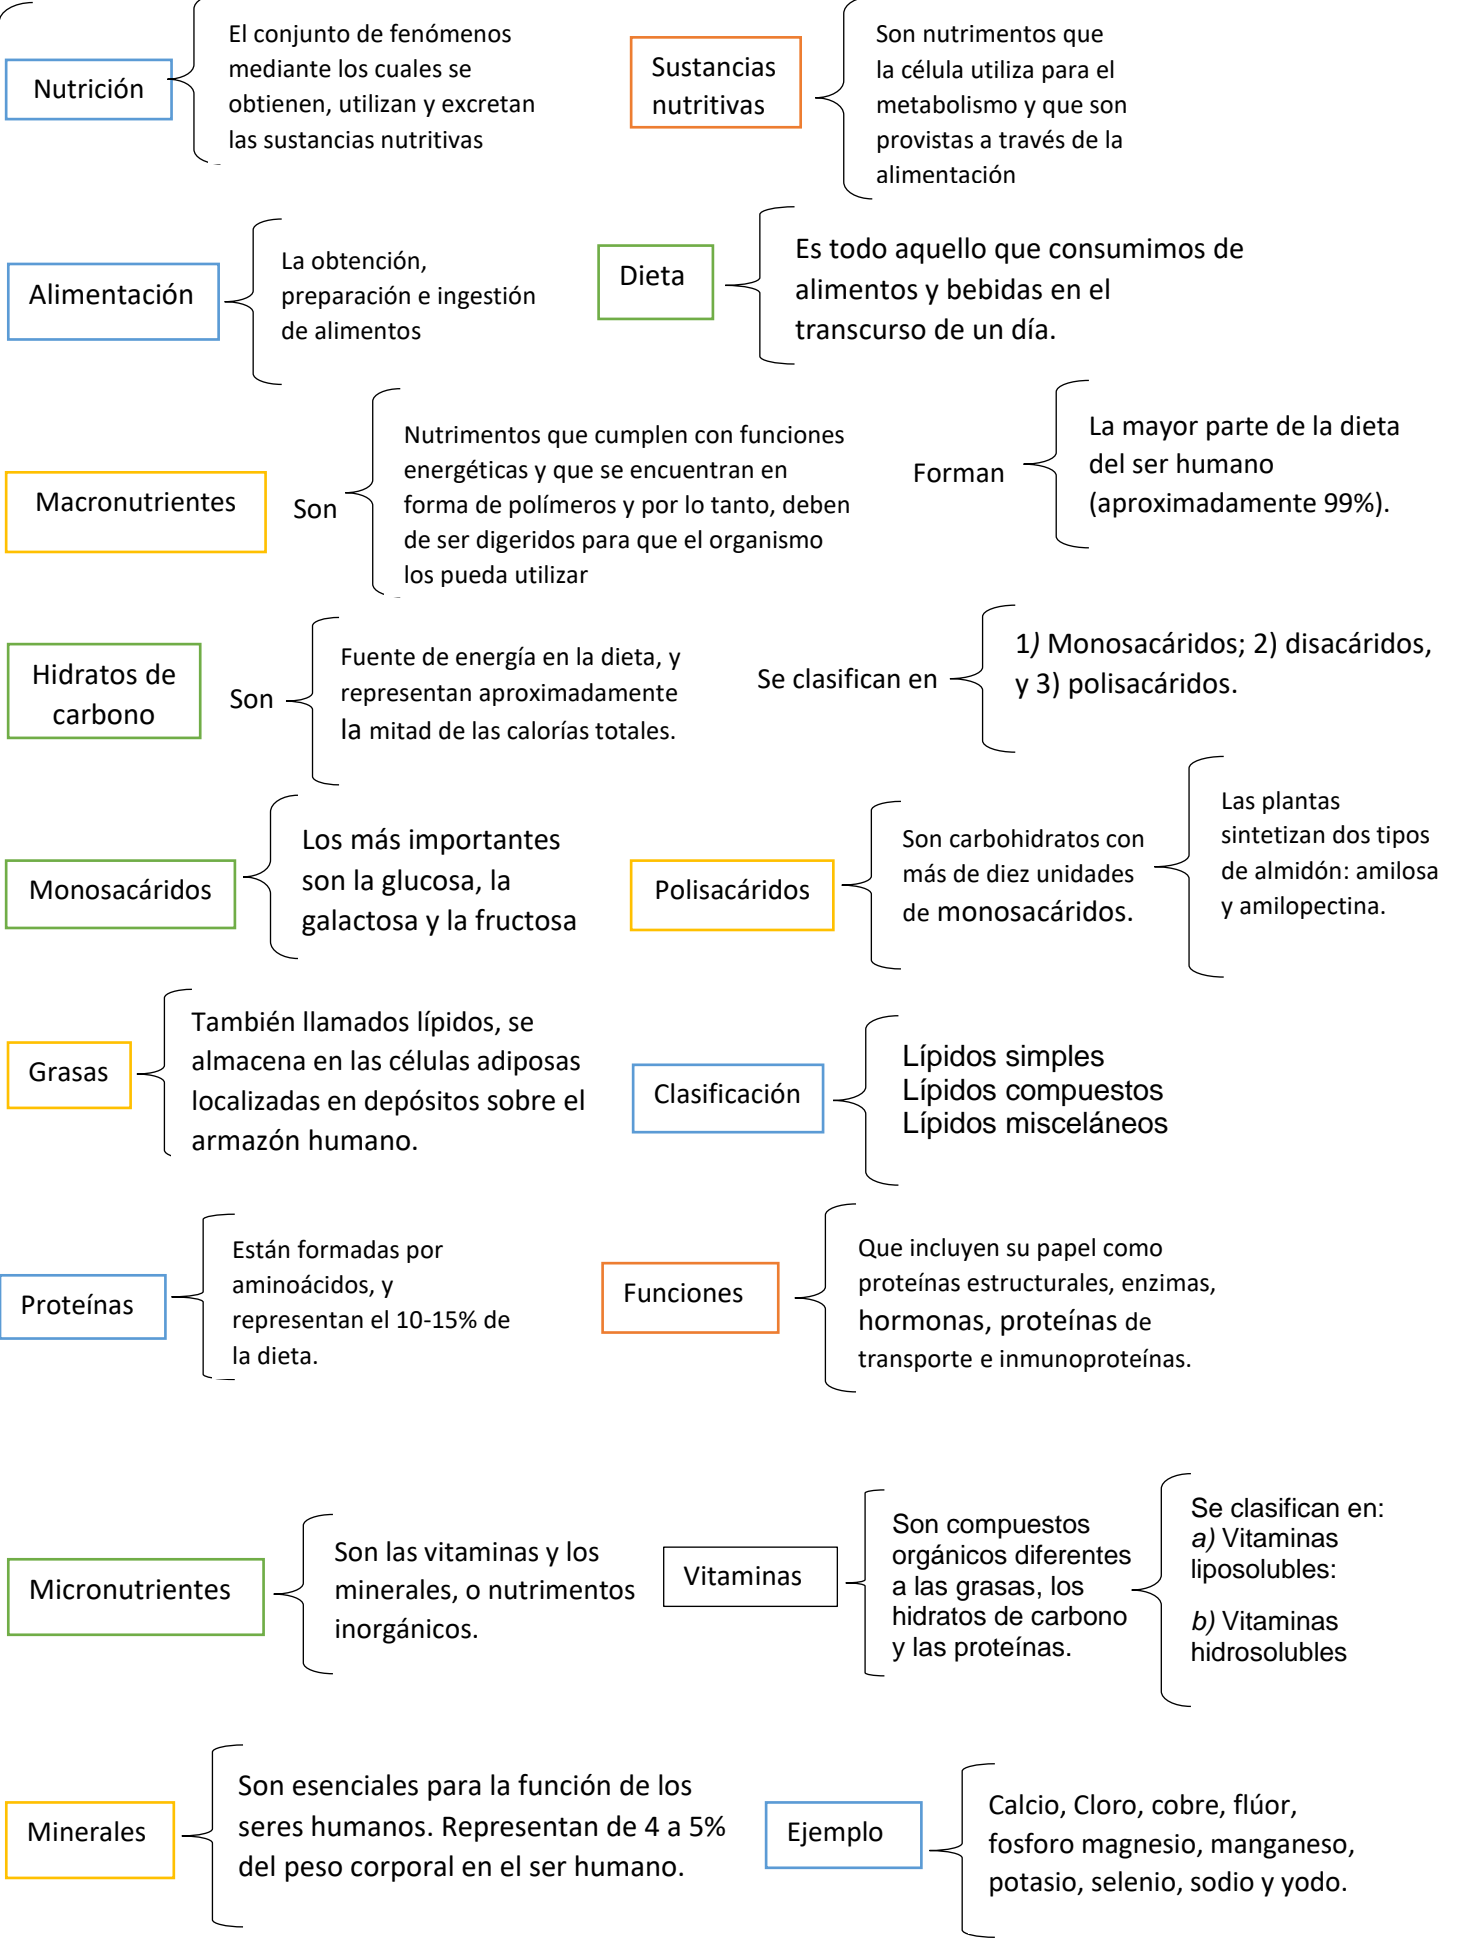 Nutrición
El conjunto de fenómenos
mediante los cuales se
obtienen, utilizan y excretan
las sustancias nutritivas
Sustancias
nutritivas
Son nutrimentos que
la célula utiliza para el
metabolismo y que son
provistas a través de la
alimentación
Alimentación
La obtención,
preparación e ingestión
de alimentos
Dieta
Es todo aquello que consumimos de
alimentos y bebidas en el
transcurso de un día.
Macronutrientes
Son
Nutrimentos que cumplen con funciones
energéticas y que se encuentran en
forma de polímeros y por lo tanto, deben
de ser digeridos para que el organismo
los pueda utilizar
Forman
La mayor parte de la dieta
del ser humano
(aproximadamente 99%).
Hidratos de
carbono
Son
Fuente de energía en la dieta, y
representan aproximadamente
la mitad de las calorías totales.
Se clasifican en
1) Monosacáridos; 2) disacáridos,
y 3) polisacáridos.
Monosacáridos
Los más importantes
son la glucosa, la
galactosa y la fructosa
Polisacáridos
Son carbohidratos con
más de diez unidades
de monosacáridos.
Las plantas
sintetizan dos tipos
de almidón: amilosa
y amilopectina.
Grasas
También llamados lípidos, se
almacena en las células adiposas
localizadas en depósitos sobre el
armazón humano.
Clasificación
Lípidos simples
Lípidos compuestos
Lípidos misceláneos
Proteínas
Están formadas por
aminoácidos, y
representan el 10-15% de
la dieta.
Funciones
Que incluyen su papel como
proteínas estructurales, enzimas,
hormonas, proteínas de
transporte e inmunoproteínas.
Micronutrientes
Son las vitaminas y los
minerales, o nutrimentos
inorgánicos.
Vitaminas
Son compuestos
orgánicos diferentes
a las grasas, los
hidratos de carbono
y las proteínas.
Se clasifican en:
a) Vitaminas
liposolubles:
b) Vitaminas
hidrosolubles
Minerales
Son esenciales para la función de los
seres humanos. Representan de 4 a 5%
del peso corporal en el ser humano.
Ejemplo
Calcio, Cloro, cobre, flúor,
fosforo magnesio, manganeso,
potasio, selenio, sodio y yodo.